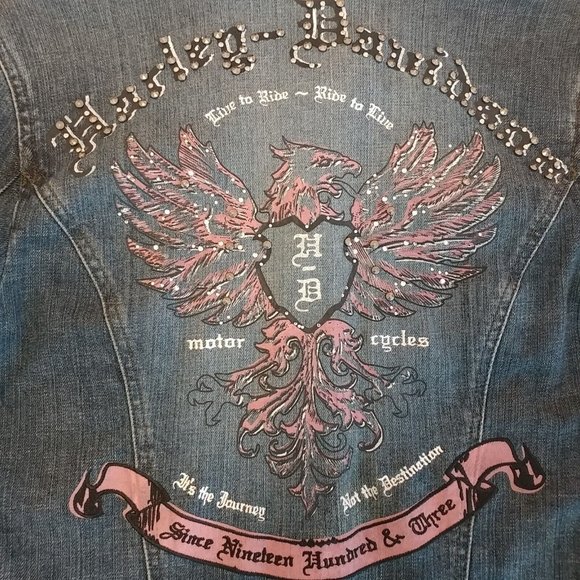 Harley-Davidson
Live to Ride ~ Ride to Live
H-D
motor cycles
It's the Journey
Not the Destination
Since Nineteen Hundred & Three